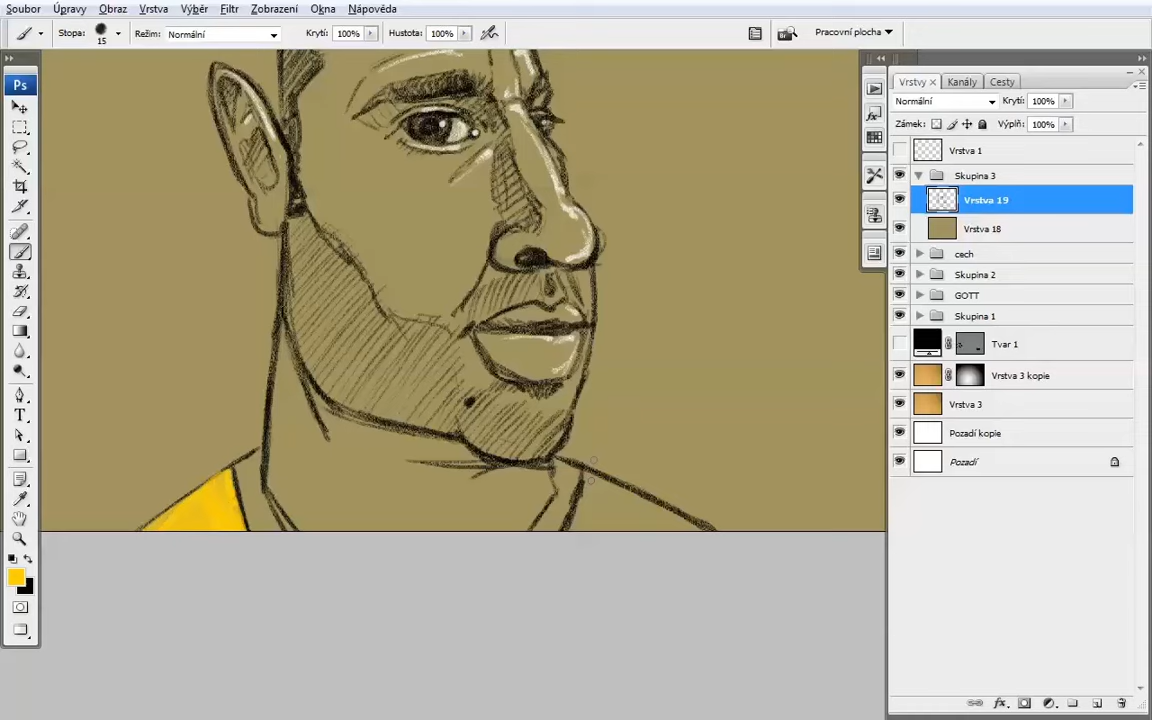 Soubor Úpravy Obraz Vrstva Výběr Filtr Zobrazení Okna Nápověda
Stopa: 15 Režim: Normální Krytí: 100% Hustota: 100% Pracovní plocha
Ps
Vrstvy Kanály Cesty
Normální Krytí: 100%
Zámek: Výplň: 100%
Vrstva 1
Skupina 3
Vrstva 19
Vrstva 18
cech
Skupina 2
GOTT
Skupina 1
Tvar 1
Vrstva 3 kopie
Vrstva 3
Pozadí kopie
Pozadí